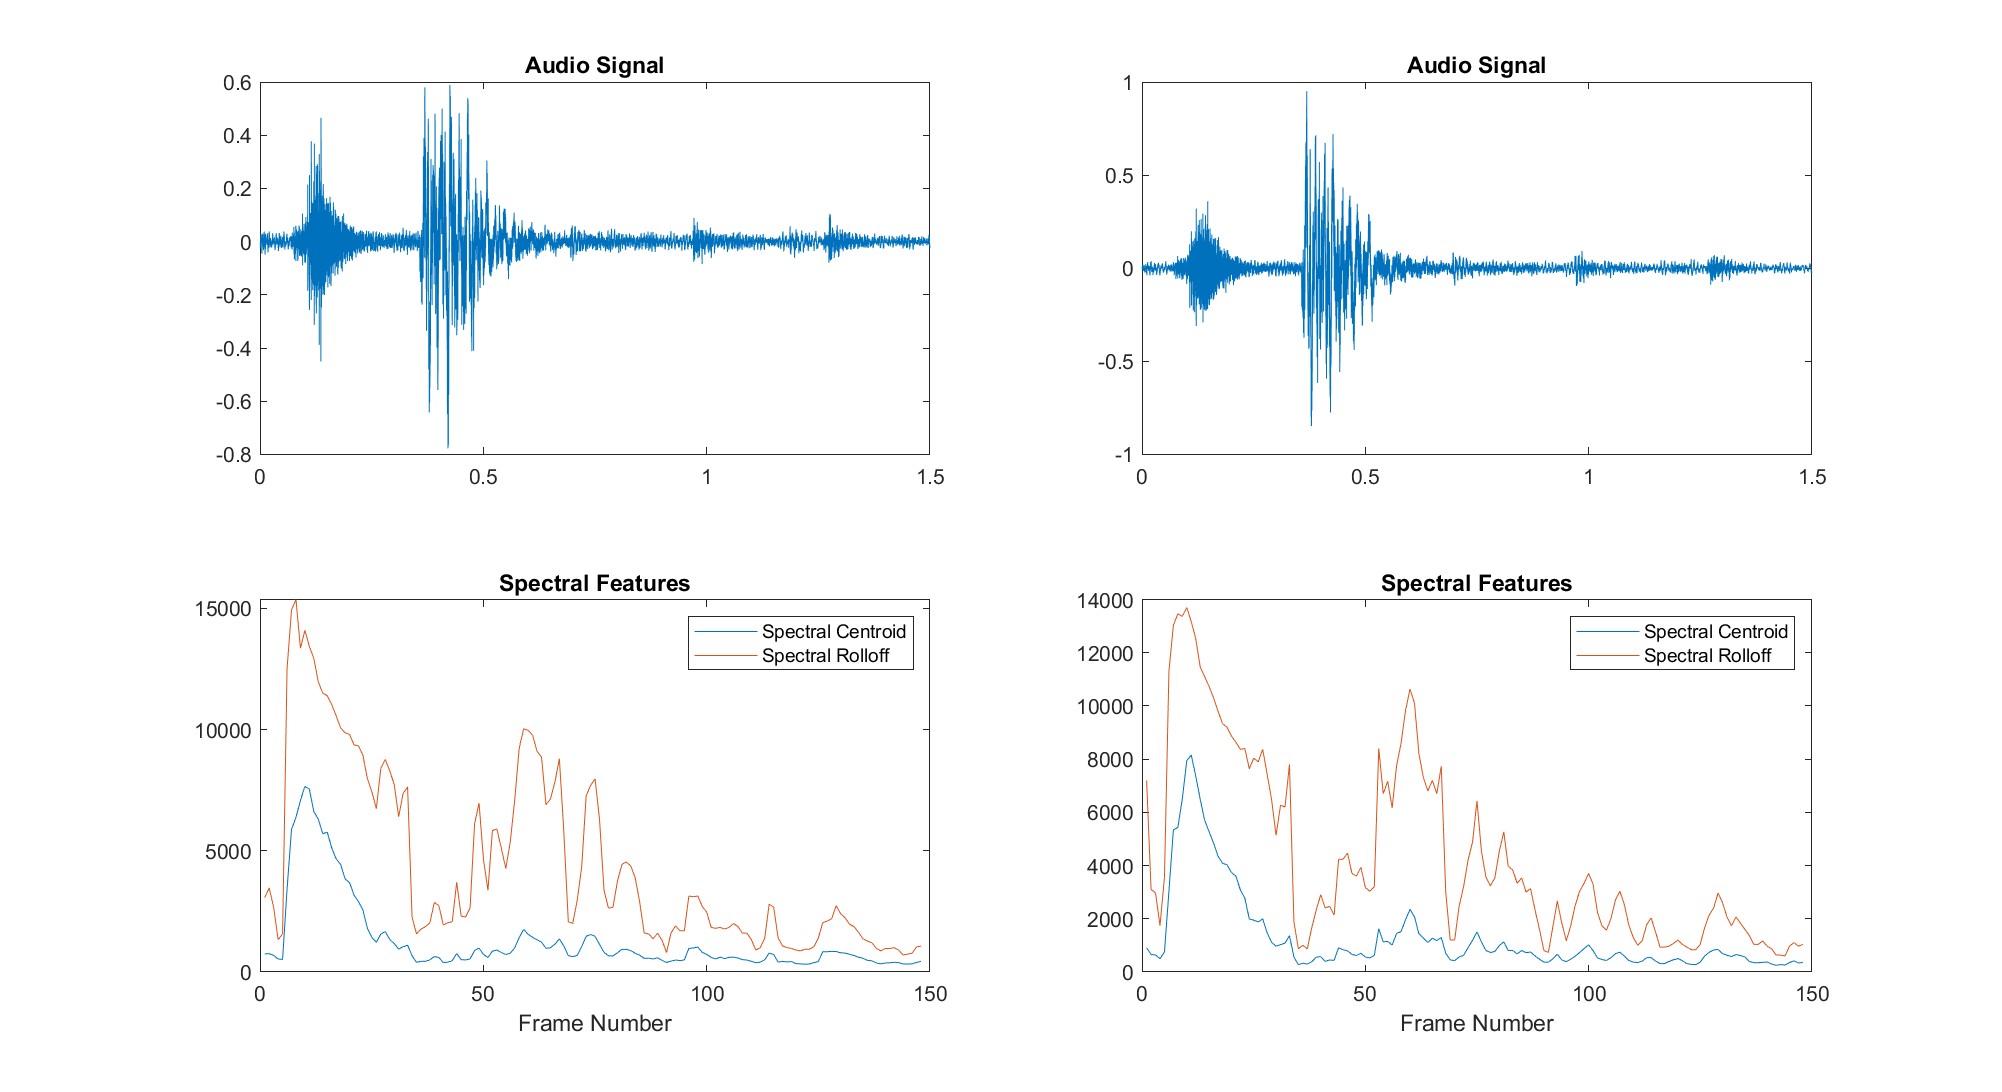 Audio Signal
0.6
0.4
0.2
0
-0.2
-0.4
-0.6
-0.8
0 0.5 1 1.5
Audio Signal
1
0.5
0
-0.5
-1
0 0.5 1 1.5
Spectral Features
15000
10000
5000
0
Spectral Centroid
Spectral Rolloff
0 50 100 150
Frame Number
Spectral Features
14000
12000
10000
8000
6000
4000
2000
0
Spectral Centroid
Spectral Rolloff
0 50 100 150
Frame Number